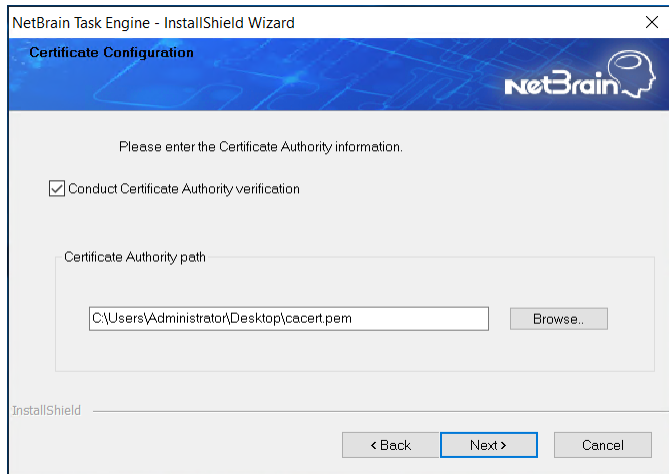 NetBrain Task Engine - InstallShield Wizard
Certificate Configuration
NetBrain
Please enter the Certificate Authority information.
Conduct Certificate Authority verification
Certificate Authority path
C:\Users\Administrator\Desktop\cacert.pem
Browse..
InstallShield
< Back
Next >
Cancel